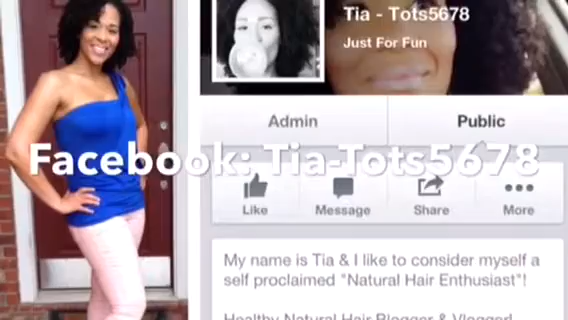 Tia - Tots5678
Just For Fun
Admin
Public
Facebook: Tia-Tots5678
Like
Message
Share
More
My name is Tia & I like to consider myself a
self proclaimed "Natural Hair Enthusiast"!
Healthy Natural Hair Blogger & Vlogger!